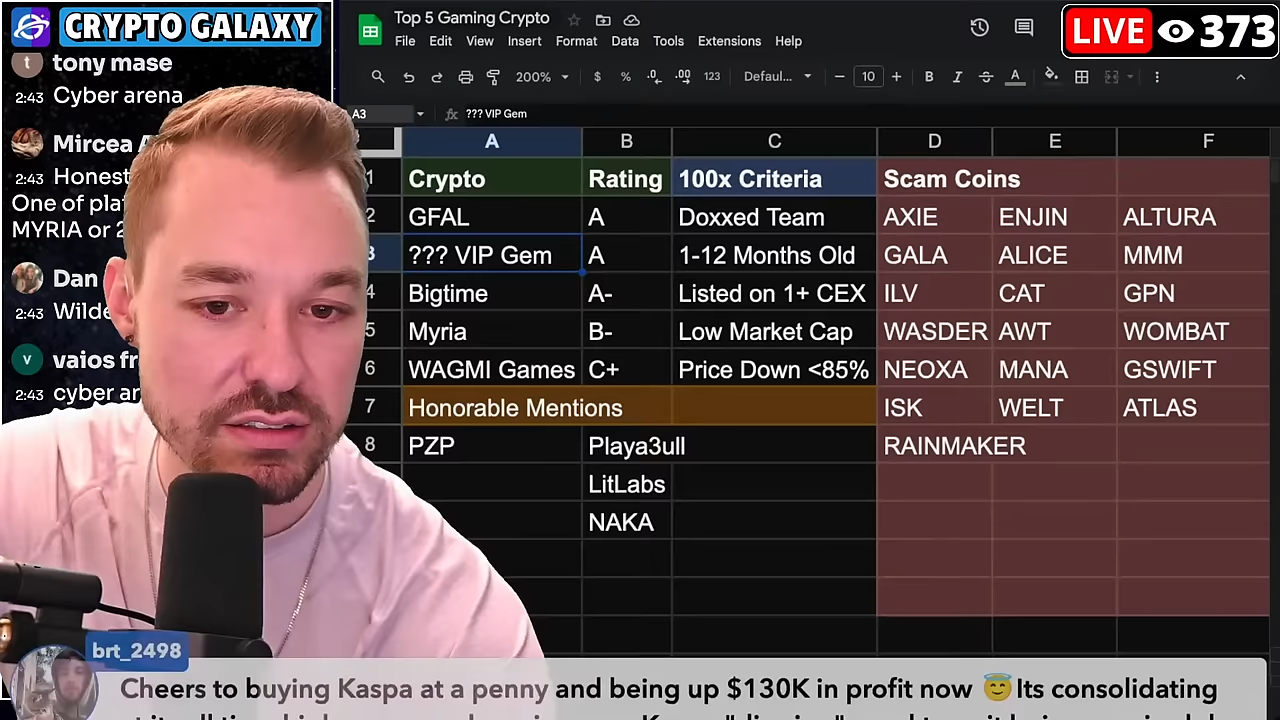 CRYPTO GALAXY
tony mase
2:43 Cyber arena
Mircea
2:43 Honest
One of
MYRIA or
Dan
2:43
vaios
2:43 cyber
Top 5 Gaming Crypto
File Edit View Insert Format Data Tools Extensions Help
LIVE 373
200% $ % .0 .00 123 Defaul... 10 B I S A
A3 fx ??? VIP Gem
A B C D E F
1 Crypto Rating 100x Criteria Scam Coins
2 GFAL A Doxxed Team AXIE ENJIN ALTURA
3 ??? VIP Gem A 1-12 Months Old GALA ALICE MMM
4 Bigtime A- Listed on 1+ CEX ILV CAT GPN
5 Myria B- Low Market Cap WASDER AWT WOMBAT
6 WAGMI Games C+ Price Down <85% NEOXA MANA GSWIFT
7 Honorable Mentions ISK WELT ATLAS
8 PZP Playa3ull RAINMAKER
LitLabs
NAKA
brt_2498
Cheers to buying Kaspa at a penny and being up $130K in profit now 😇Its consolidating